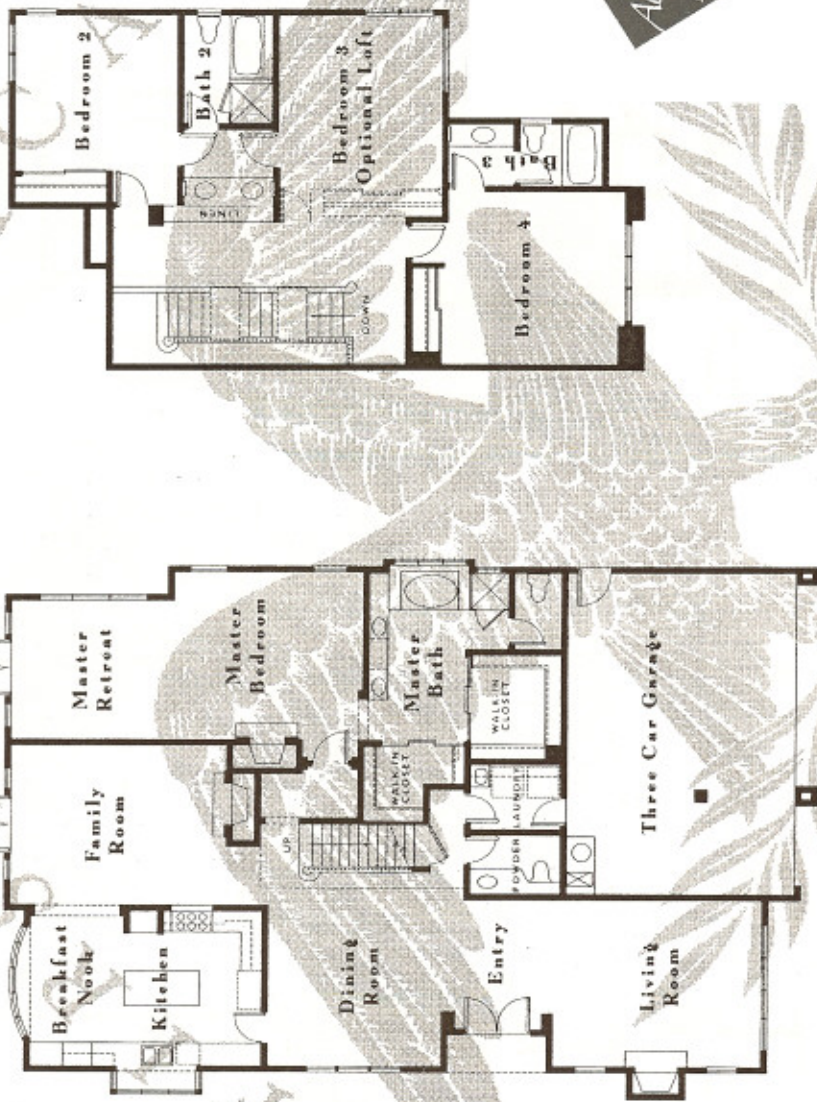 Bedroom 2
Bath 2
Bedroom 3
Optional Loft
Bath 3
LINEN
Bedroom 4
DOWN
Master
Retreat
Master
Bedroom
Master
Bath
WALK IN
CLOSET
WALK IN
CLOSET
Three Car Garage
Family
Room
UP
LAUNDRY
POWDER
Breakfast
Nook
Kitchen
Dining
Room
Entry
Living
Room